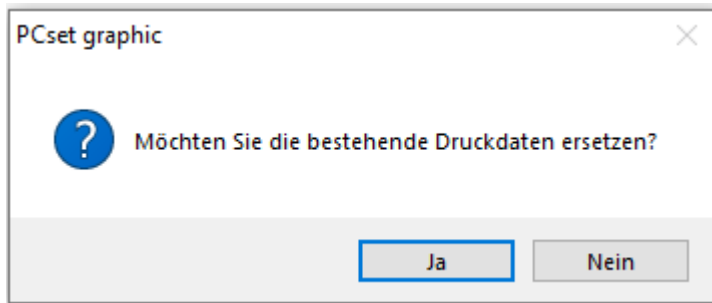 PCset graphic
?
Möchten Sie die bestehende Druckdaten ersetzen?
Ja
Nein